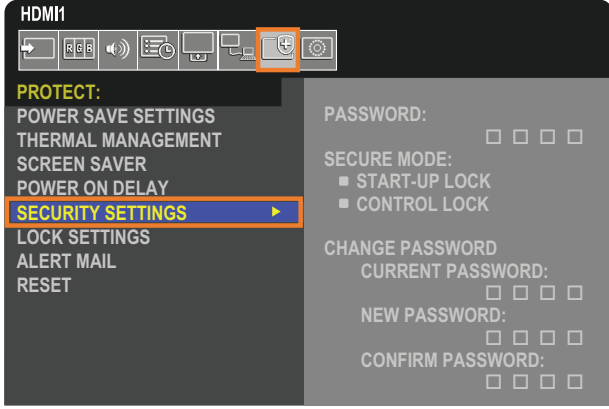 HDMI1
RGB
PROTECT:
POWER SAVE SETTINGS
THERMAL MANAGEMENT
SCREEN SAVER
POWER ON DELAY
SECURITY SETTINGS
LOCK SETTINGS
ALERT MAIL
RESET
PASSWORD:
SECURE MODE:
START-UP LOCK
CONTROL LOCK
CHANGE PASSWORD
CURRENT PASSWORD:
NEW PASSWORD:
CONFIRM PASSWORD: